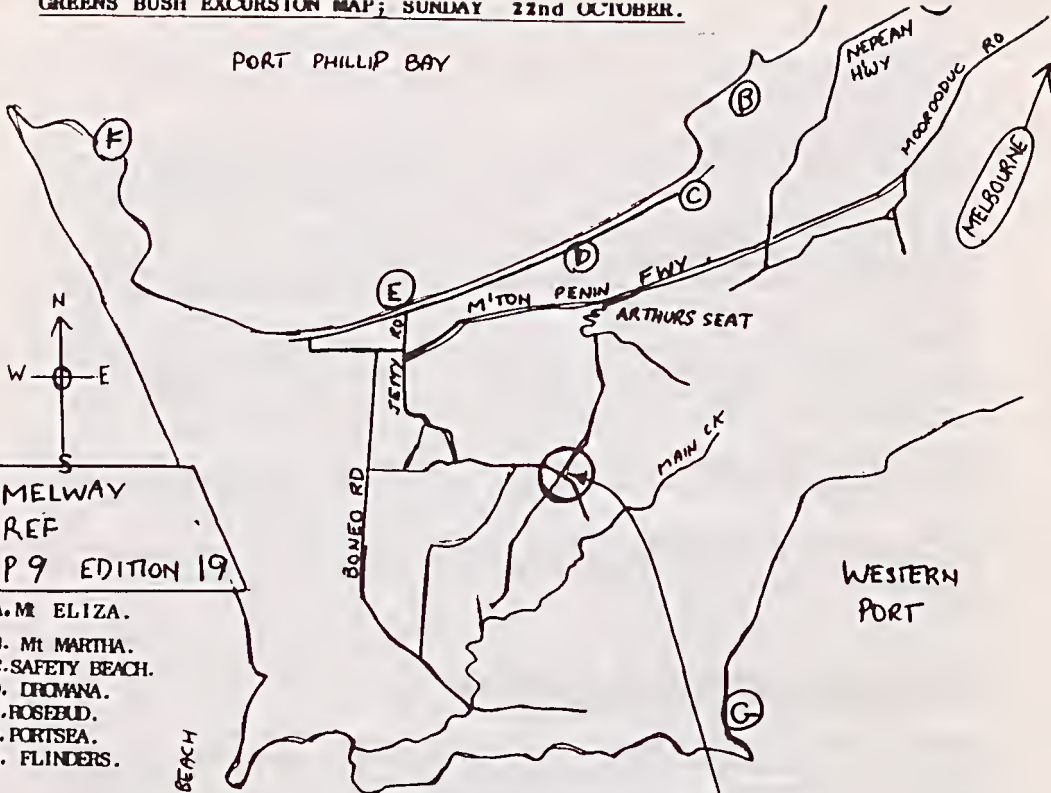 GREENS BUSH EXCURSION MAP; SUNDAY 22nd OCTOBER.
PORT PHILLIP BAY
NEPEAN
HWY
MOOROODUC RD
MELBOURNE
B
F
C
D
E
M'TON PENIN FWY
ARTHURS SEAT
JETTY RD
N
W E
S
BONEO RD
MAIN CK
MELWAY
REF
P 9 EDITION 19
WESTERN
PORT
. Mt ELIZA.
. Mt MARTHA.
. SAFETY BEACH.
. DROMANA.
. ROSEBUD.
. PORTSEA.
. FLINDERS.
G
BEACH